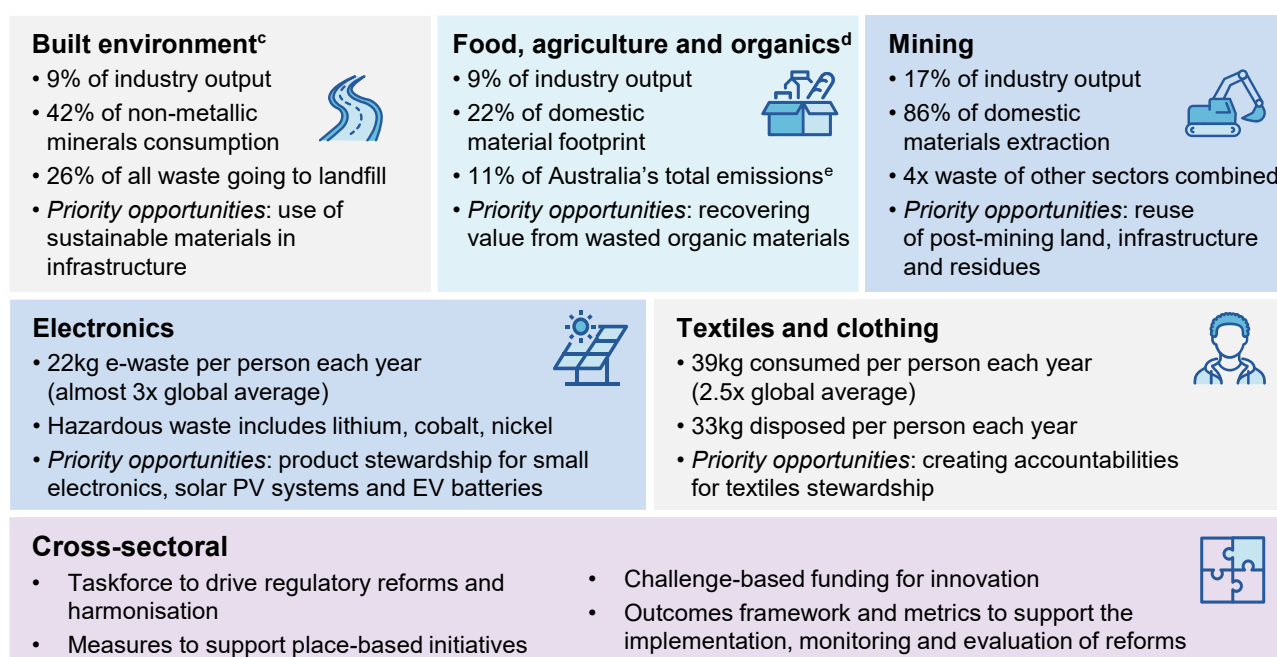 Built environmentᶜ
• 9% of industry output
• 42% of non-metallic
minerals consumption
• 26% of all waste going to landfill
• Priority opportunities: use of
sustainable materials in
infrastructure
Food, agriculture and organicsᵈ
• 9% of industry output
• 22% of domestic
material footprint
• 11% of Australia’s total emissionsᵉ
• Priority opportunities: recovering
value from wasted organic materials
Mining
• 17% of industry output
• 86% of domestic
materials extraction
• 4x waste of other sectors combined
• Priority opportunities: reuse
of post-mining land, infrastructure
and residues
Electronics
• 22kg e-waste per person each year
(almost 3x global average)
• Hazardous waste includes lithium, cobalt, nickel
• Priority opportunities: product stewardship for small
electronics, solar PV systems and EV batteries
Textiles and clothing
• 39kg consumed per person each year
(2.5x global average)
• 33kg disposed per person each year
• Priority opportunities: creating accountabilities
for textiles stewardship
Cross-sectoral
• Taskforce to drive regulatory reforms and
harmonisation
• Measures to support place-based initiatives
• Challenge-based funding for innovation
• Outcomes framework and metrics to support the
implementation, monitoring and evaluation of reforms